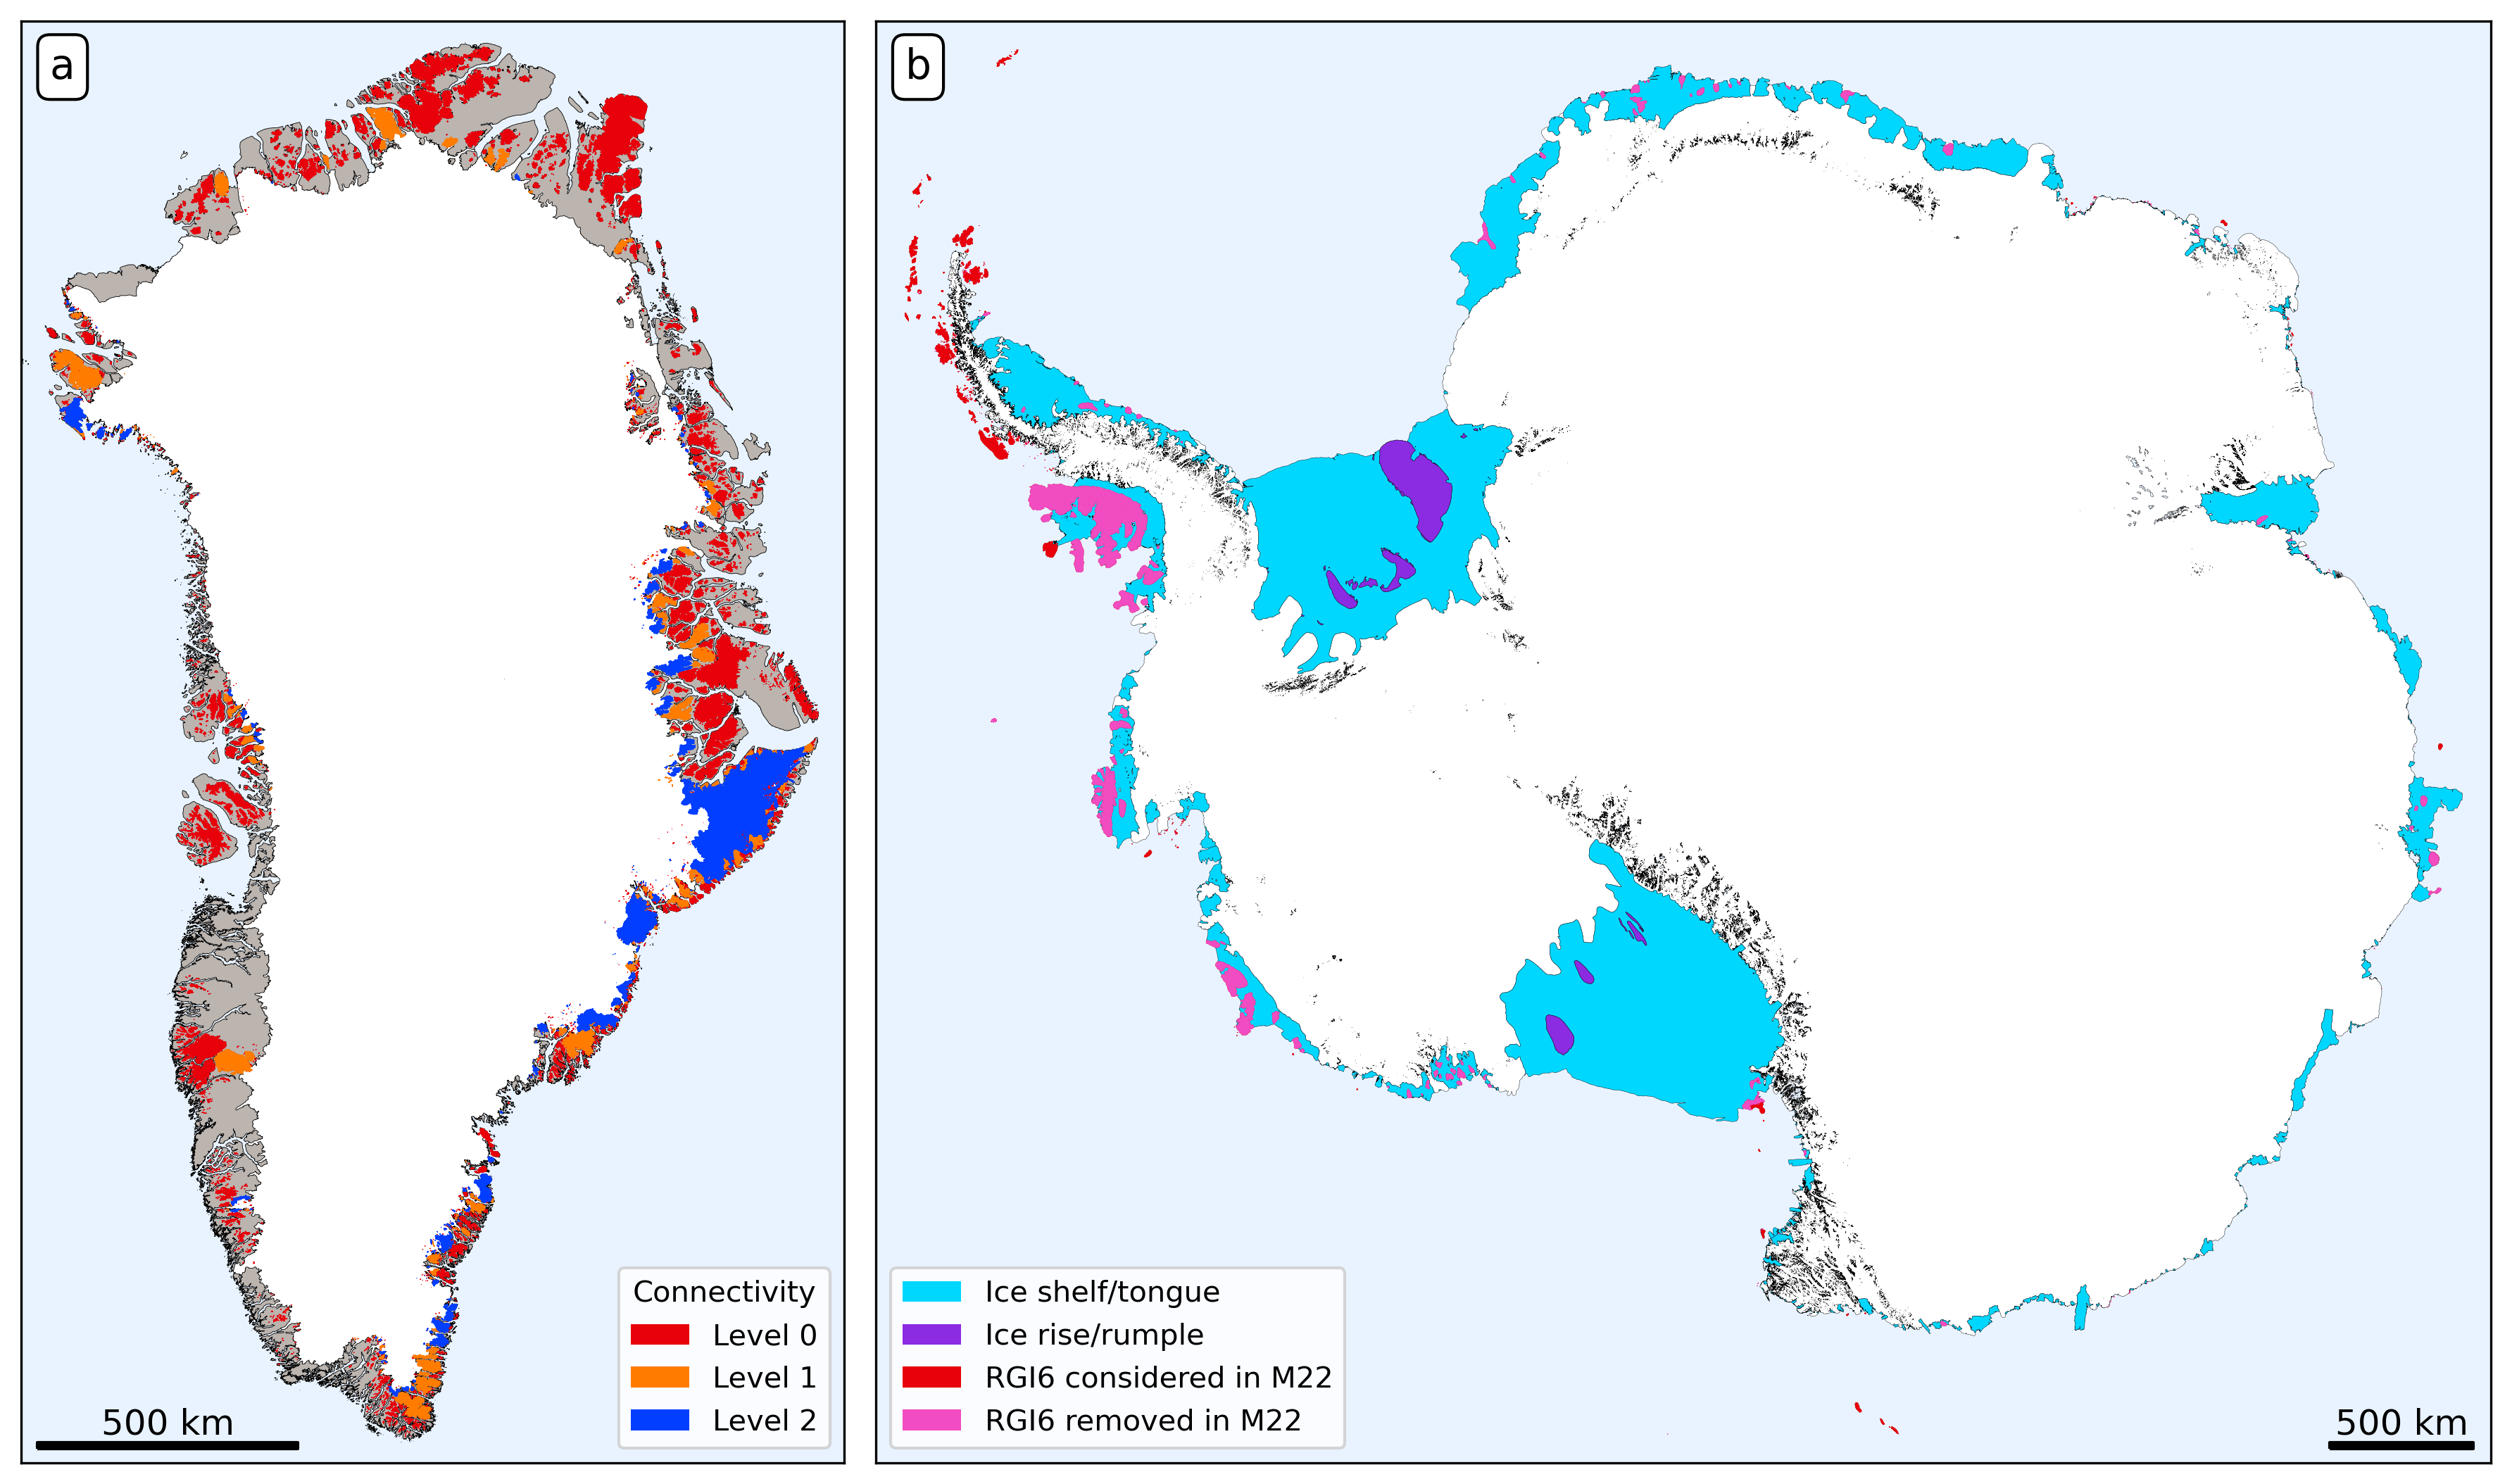 a
Connectivity
Level 0
Level 1
Level 2
500 km
b
Ice shelf/tongue
Ice rise/rumple
RGI6 considered in M22
RGI6 removed in M22
500 km